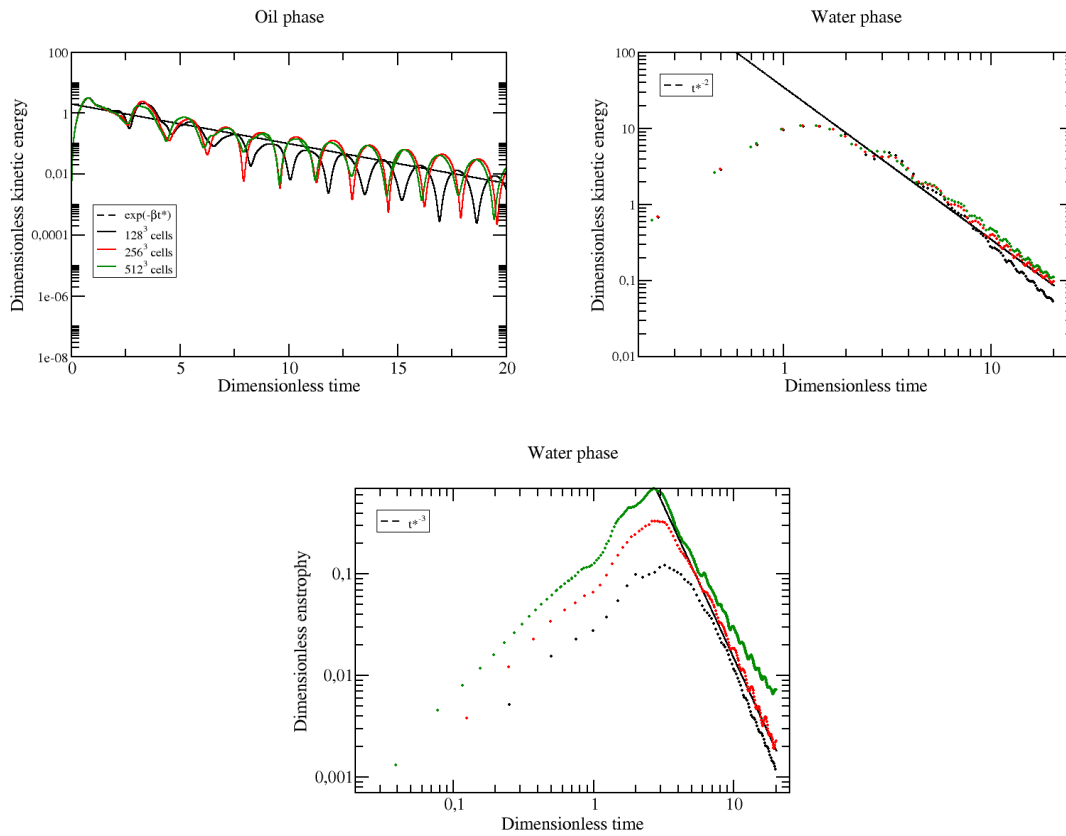 Oil phase
Dimensionless kinetic energy
100
1
0.01
0.0001
1e-06
1e-08
exp(-βt*)
128³ cells
256³ cells
512³ cells
0 5 10 15 20
Dimensionless time
Water phase
Dimensionless kinetic energy
100
10
1
0.1
0.01
t*⁻²
1 10
Dimensionless time
Water phase
Dimensionless enstrophy
0,1
0,01
0,001
t*⁻³
0,1 1 10
Dimensionless time